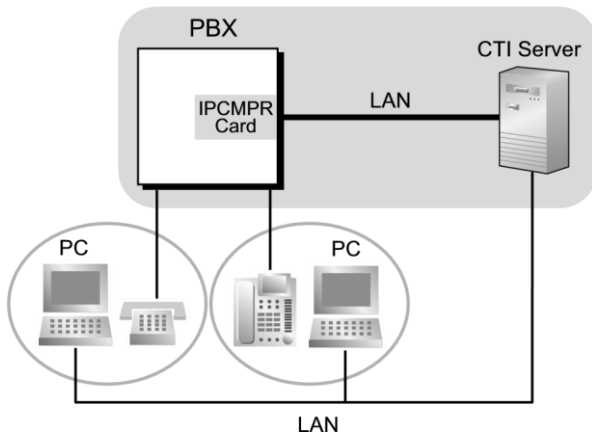 PBX
CTI Server
IPCMPR
Card
LAN
PC
PC
LAN